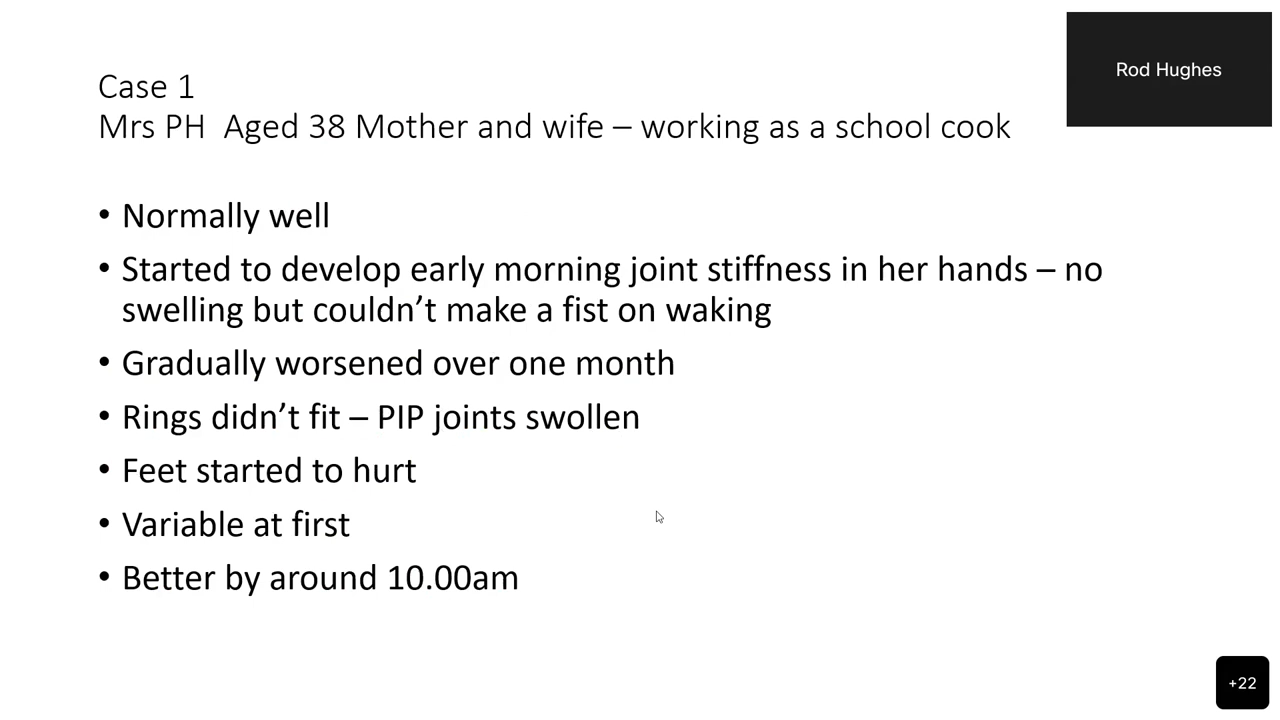 Rod Hughes
Case 1
Mrs PH  Aged 38 Mother and wife – working as a school cook
• Normally well
• Started to develop early morning joint stiffness in her hands – no
swelling but couldn’t make a fist on waking
• Gradually worsened over one month
• Rings didn’t fit – PIP joints swollen
• Feet started to hurt
• Variable at first
• Better by around 10.00am
+22